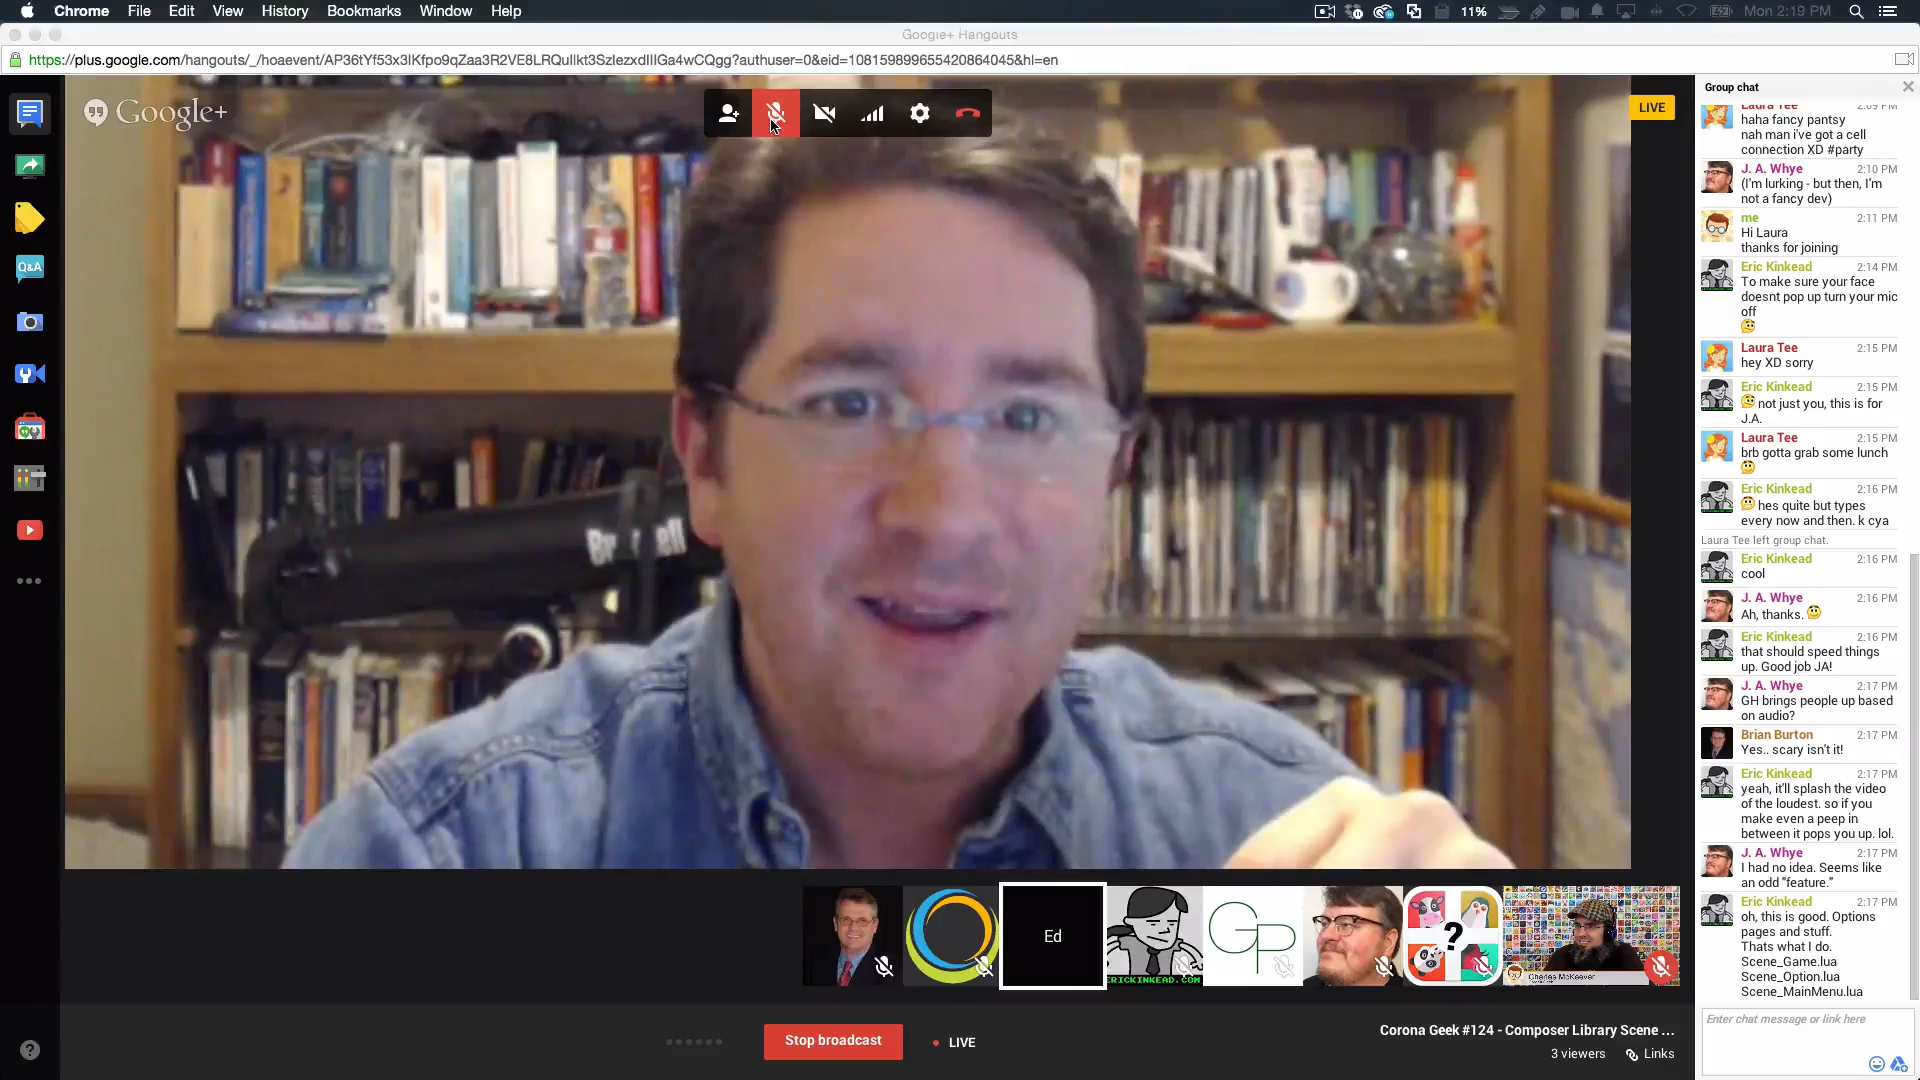 Chrome File Edit View History Bookmarks Window Help
11% Mon 2:19 PM
Google+ Hangouts
Google+
LIVE
Group chat
Laura Tee 2:09 PM
haha fancy pantsy
nah man i've got a cell
connection XD #party
J. A. Whye 2:10 PM
(I'm lurking - but then, I'm
not a fancy dev)
me 2:11 PM
Hi Laura
thanks for joining
Eric Kinkead 2:14 PM
To make sure your face
doesnt pop up turn your mic
off
Laura Tee 2:15 PM
hey XD sorry
Eric Kinkead 2:15 PM
not just you, this is for
J.A.
Laura Tee 2:15 PM
brb gotta grab some lunch
Eric Kinkead 2:16 PM
hes quite but types
every now and then. k cya
Laura Tee left group chat.
Eric Kinkead 2:16 PM
cool
J. A. Whye 2:16 PM
Ah, thanks.
Eric Kinkead 2:16 PM
that should speed things
up. Good job JA!
J. A. Whye 2:17 PM
GH brings people up based
on audio?
Brian Burton 2:17 PM
Yes.. scary isn't it!
Eric Kinkead 2:17 PM
yeah, it'll splash the video
of the loudest. so if you
make even a peep in
between it pops you up. lol.
J. A. Whye 2:17 PM
I had no idea. Seems like
an odd "feature."
Eric Kinkead 2:17 PM
oh, this is good. Options
pages and stuff.
Thats what I do.
Scene_Game.lua
Scene_Option.lua
Scene_MainMenu.lua
Enter chat message or link here
Q&A
Ed
ERICKINKEAD.COM
GP
?
Charles McKeever
Stop broadcast
LIVE
Corona Geek #124 - Composer Library Scene ...
3 viewers Links